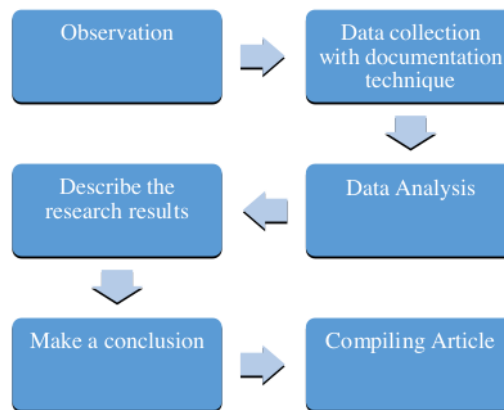 Observation
Data collection
with documentation
technique
Data Analysis
Describe the
research results
Make a conclusion
Compiling Article